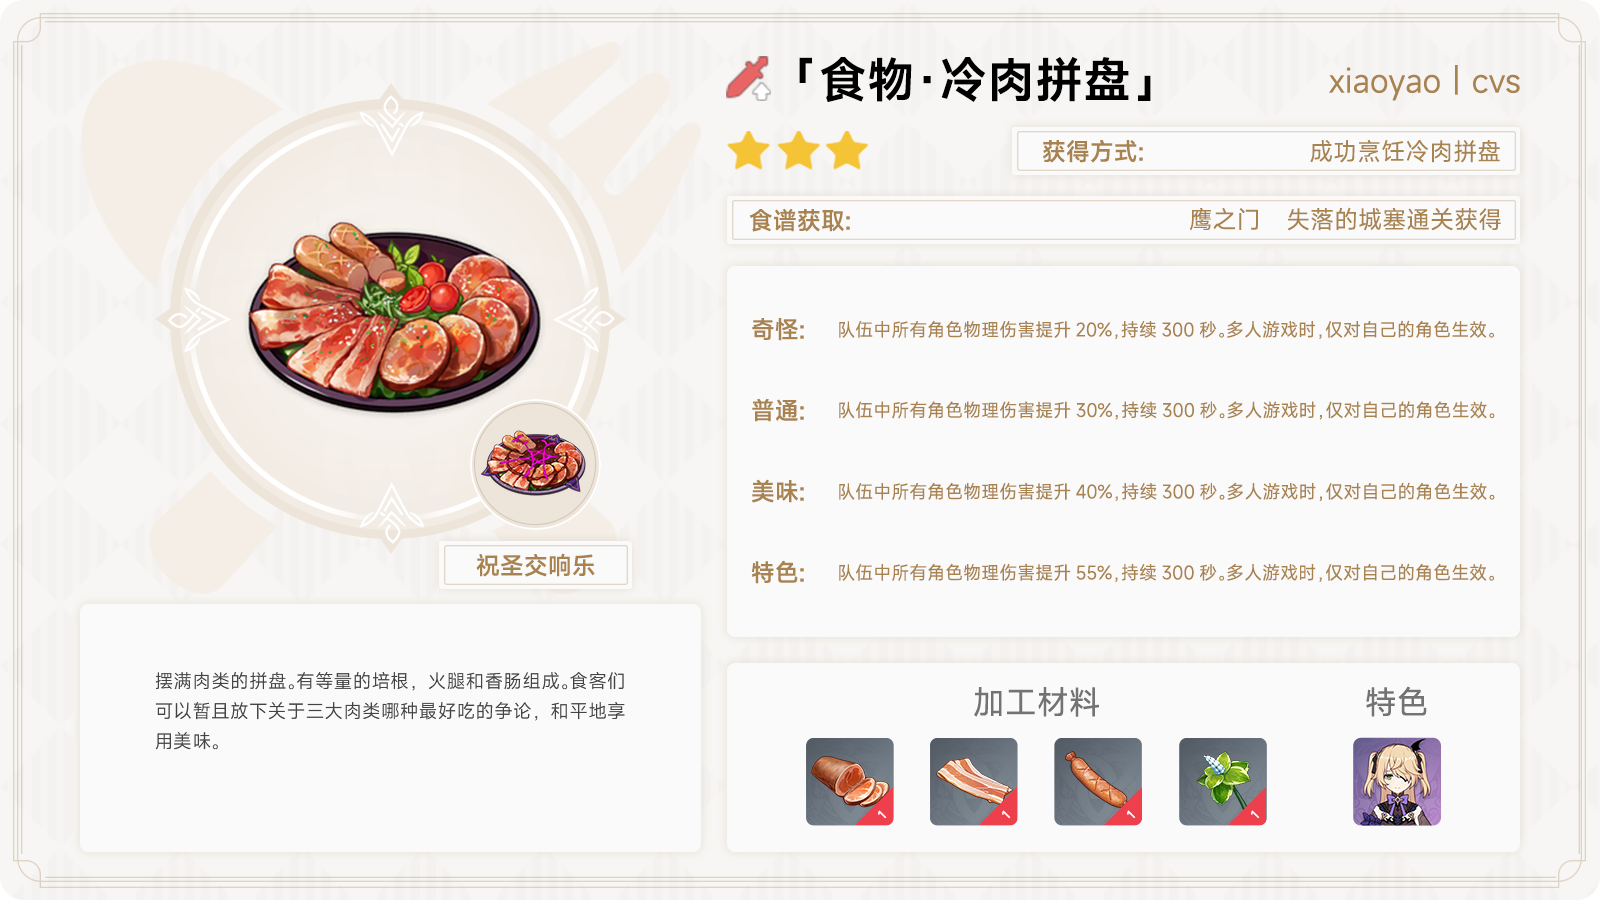 「食物·冷肉拼盘」
xiaoyao | cvs
获得方式:
成功烹饪冷肉拼盘
食谱获取:
鹰之门 失落的城塞通关获得
奇怪: 队伍中所有角色物理伤害提升 20%,持续 300 秒。多人游戏时,仅对自己的角色生效。
普通: 队伍中所有角色物理伤害提升 30%,持续 300 秒。多人游戏时,仅对自己的角色生效。
美味: 队伍中所有角色物理伤害提升 40%,持续 300 秒。多人游戏时,仅对自己的角色生效。
特色: 队伍中所有角色物理伤害提升 55%,持续 300 秒。多人游戏时,仅对自己的角色生效。
祝圣交响乐
摆满肉类的拼盘。有等量的培根，火腿和香肠组成。食客们
可以暂且放下关于三大肉类哪种最好吃的争论，和平地享
用美味。
加工材料
特色
1
1
1
1